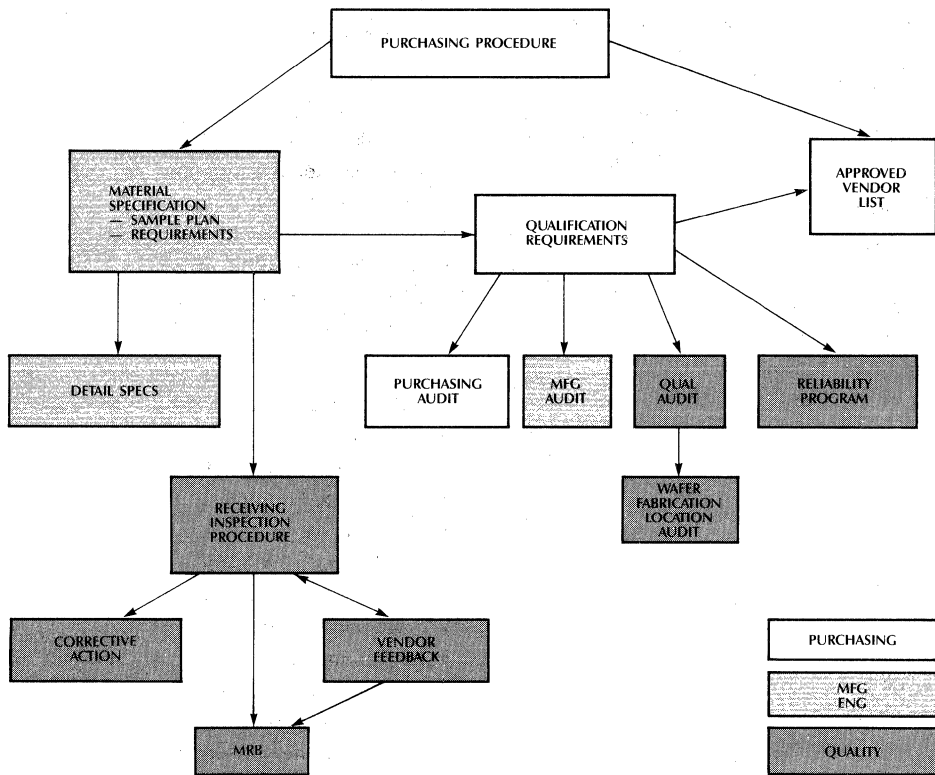 PURCHASING PROCEDURE
APPROVED
VENDOR
LIST
MATERIAL
SPECIFICATION
— SAMPLE PLAN
— REQUIREMENTS
QUALIFICATION
REQUIREMENTS
DETAIL SPECS
PURCHASING
AUDIT
MFG
AUDIT
QUAL
AUDIT
RELIABILITY
PROGRAM
WAFER
FABRICATION
LOCATION
AUDIT
RECEIVING
INSPECTION
PROCEDURE
CORRECTIVE
ACTION
VENDOR
FEEDBACK
MRB
PURCHASING
MFG
ENG
QUALITY